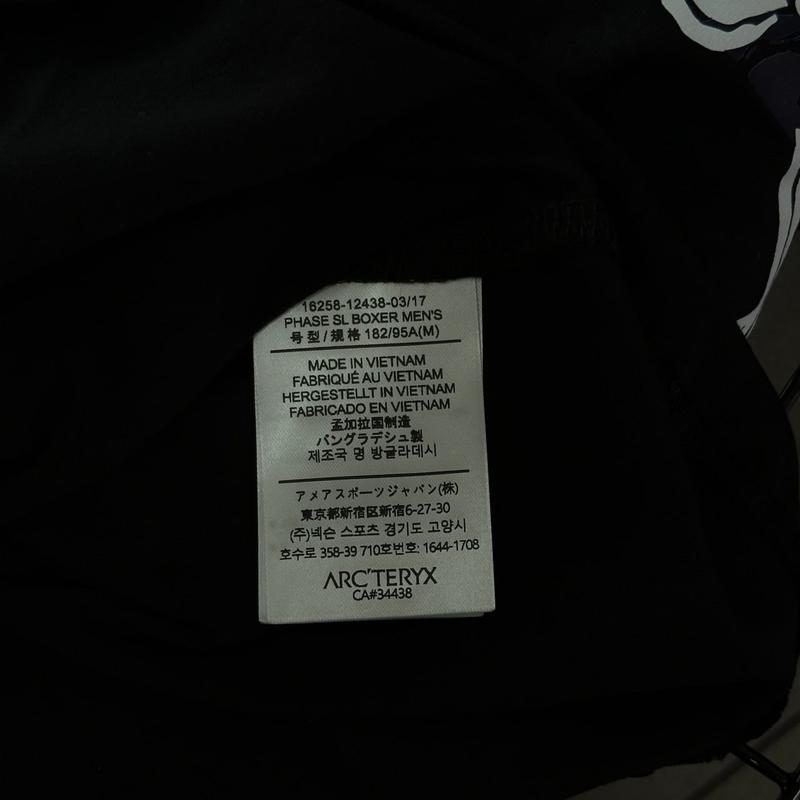 16258-12438-03/17
PHASE SL BOXER MEN'S
号型/规格 182/95A(M)
MADE IN VIETNAM
FABRIQUÉ AU VIETNAM
HERGESTELLT IN VIETNAM
FABRICADO EN VIETNAM
孟加拉国制造
バングラデシュ製
제조국 명 방글라데시
アメアスポーツジャパン(株)
東京都新宿区新宿6-27-30
(주)넥슨 스포츠 경기도 고양시
호수로 358-39 710호번호: 1644-1708
ARC'TERYX
CA#34438